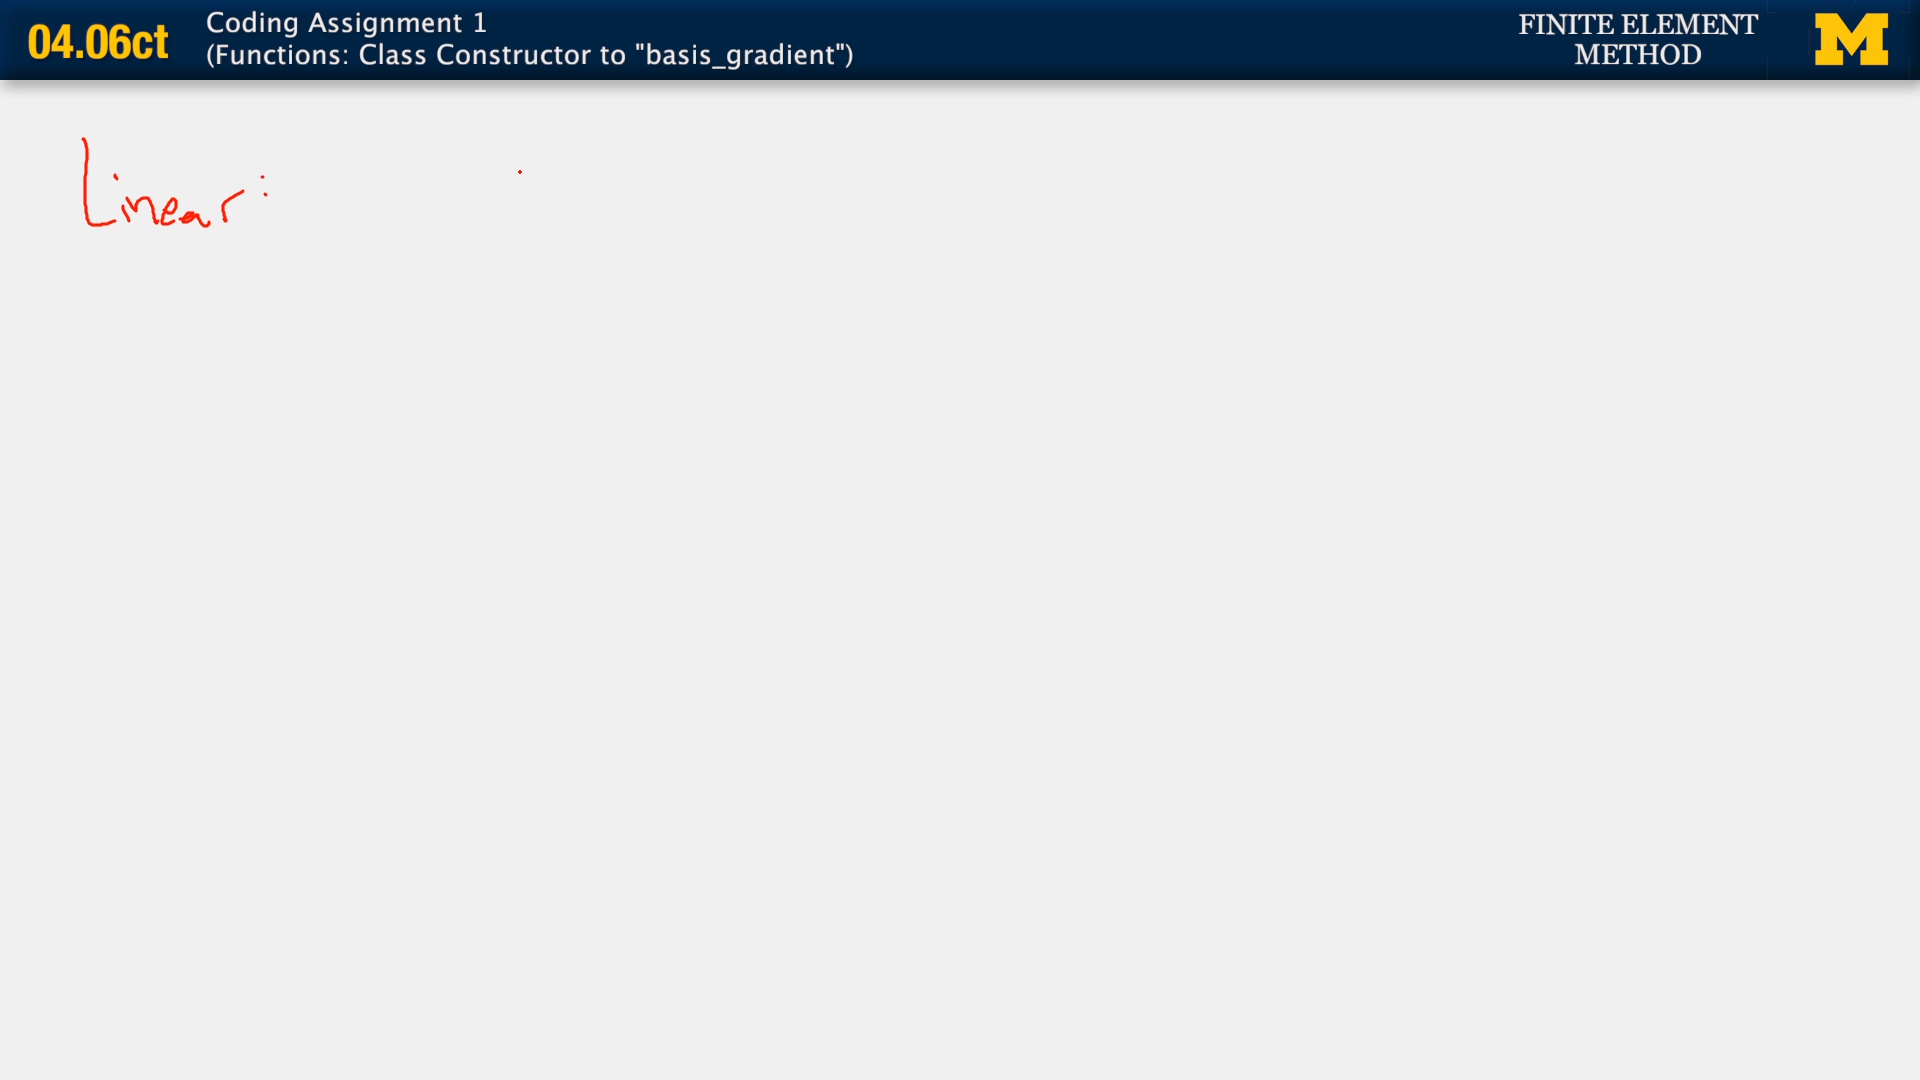 04.06ct
Coding Assignment 1
(Functions: Class Constructor to "basis_gradient")
FINITE ELEMENT
METHOD
M
Linear: